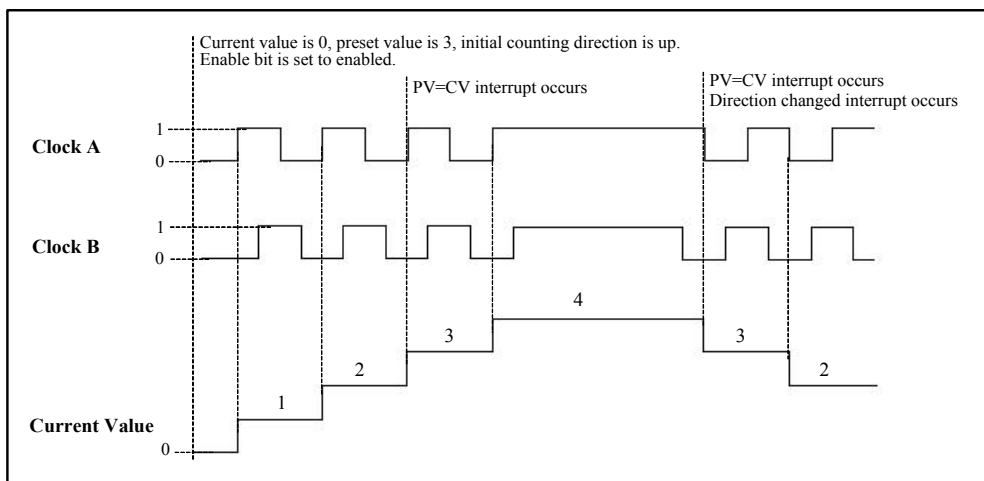 Current value is 0, preset value is 3, initial counting direction is up.
Enable bit is set to enabled.
PV=CV interrupt occurs
PV=CV interrupt occurs
Direction changed interrupt occurs
1
Clock A
0
1
Clock B
0
4
3
3
2
2
1
Current Value
0